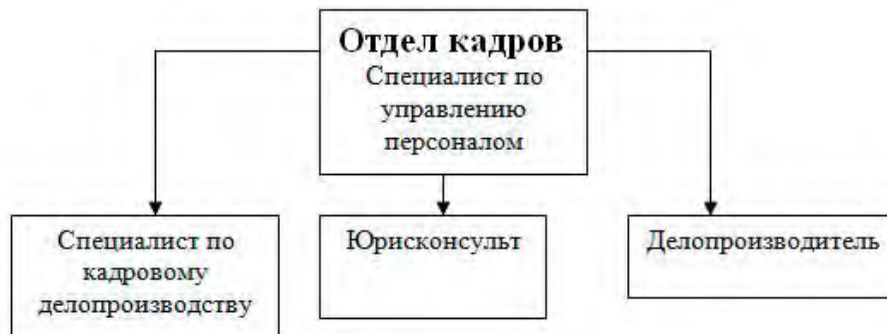 Отдел кадров
Специалист по
управлению
персоналом
Специалист по
кадровому
делопроизводству
Юрисконсульт
Делопроизводитель